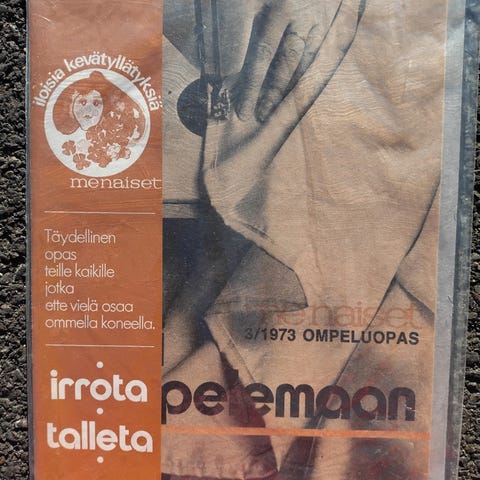 iloisia kevätyllätyksiä
menaiset
Täydellinen
opas
teille kaikille
jotka
ette vielä osaa
ommella koneella.
irrota
talleta
menaiset
3/1973 OMPELUOPAS
pelemaan